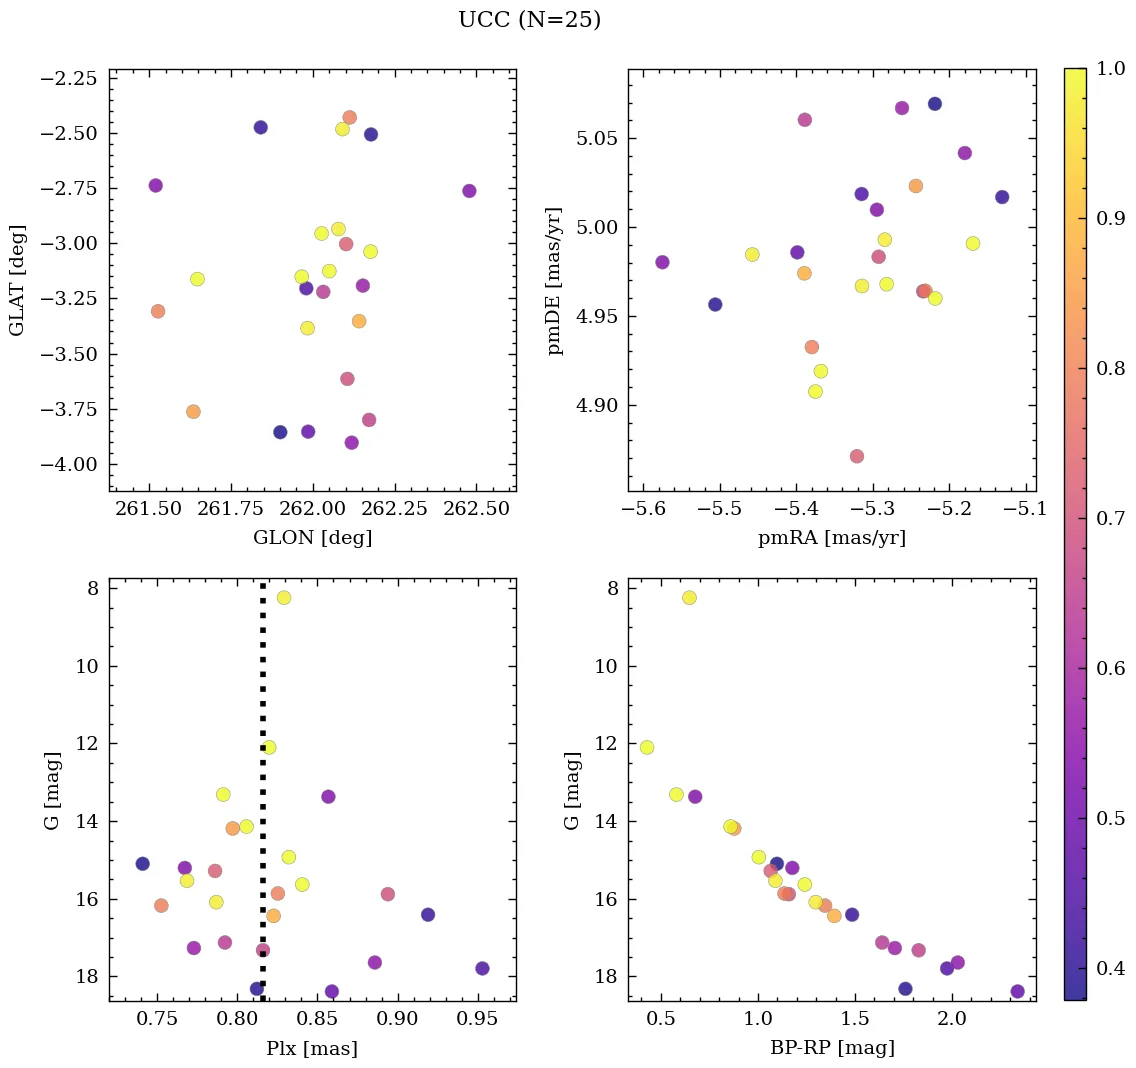 UCC (N=25)
−2.25
−2.50
−2.75
−3.00
−3.25
−3.50
−3.75
−4.00
GLAT [deg]
261.50 261.75 262.00 262.25 262.50
GLON [deg]
5.05
5.00
4.95
4.90
pmDE [mas/yr]
−5.6 −5.5 −5.4 −5.3 −5.2 −5.1
pmRA [mas/yr]
8
10
12
14
16
18
G [mag]
0.75 0.80 0.85 0.90 0.95
Plx [mas]
8
10
12
14
16
18
G [mag]
0.5 1.0 1.5 2.0
BP-RP [mag]
1.0
0.9
0.8
0.7
0.6
0.5
0.4